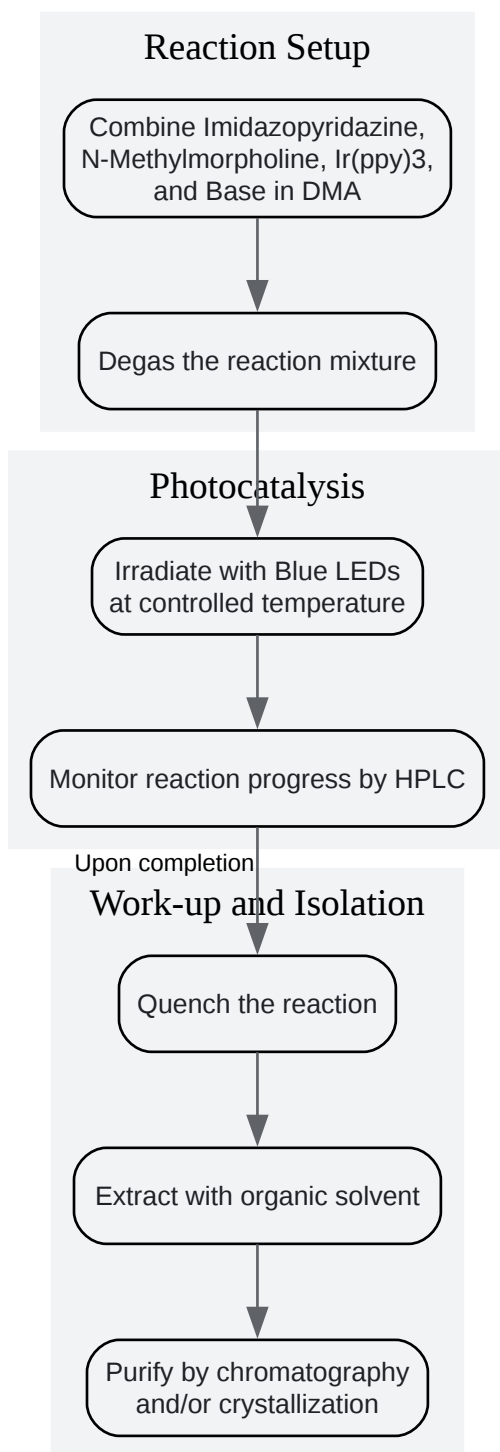 Reaction Setup
Combine Imidazopyridazine,
N-Methylmorpholine, Ir(ppy)3,
and Base in DMA
Degas the reaction mixture
Photocatalysis
Irradiate with Blue LEDs
at controlled temperature
Monitor reaction progress by HPLC
Upon completion
Work-up and Isolation
Quench the reaction
Extract with organic solvent
Purify by chromatography
and/or crystallization